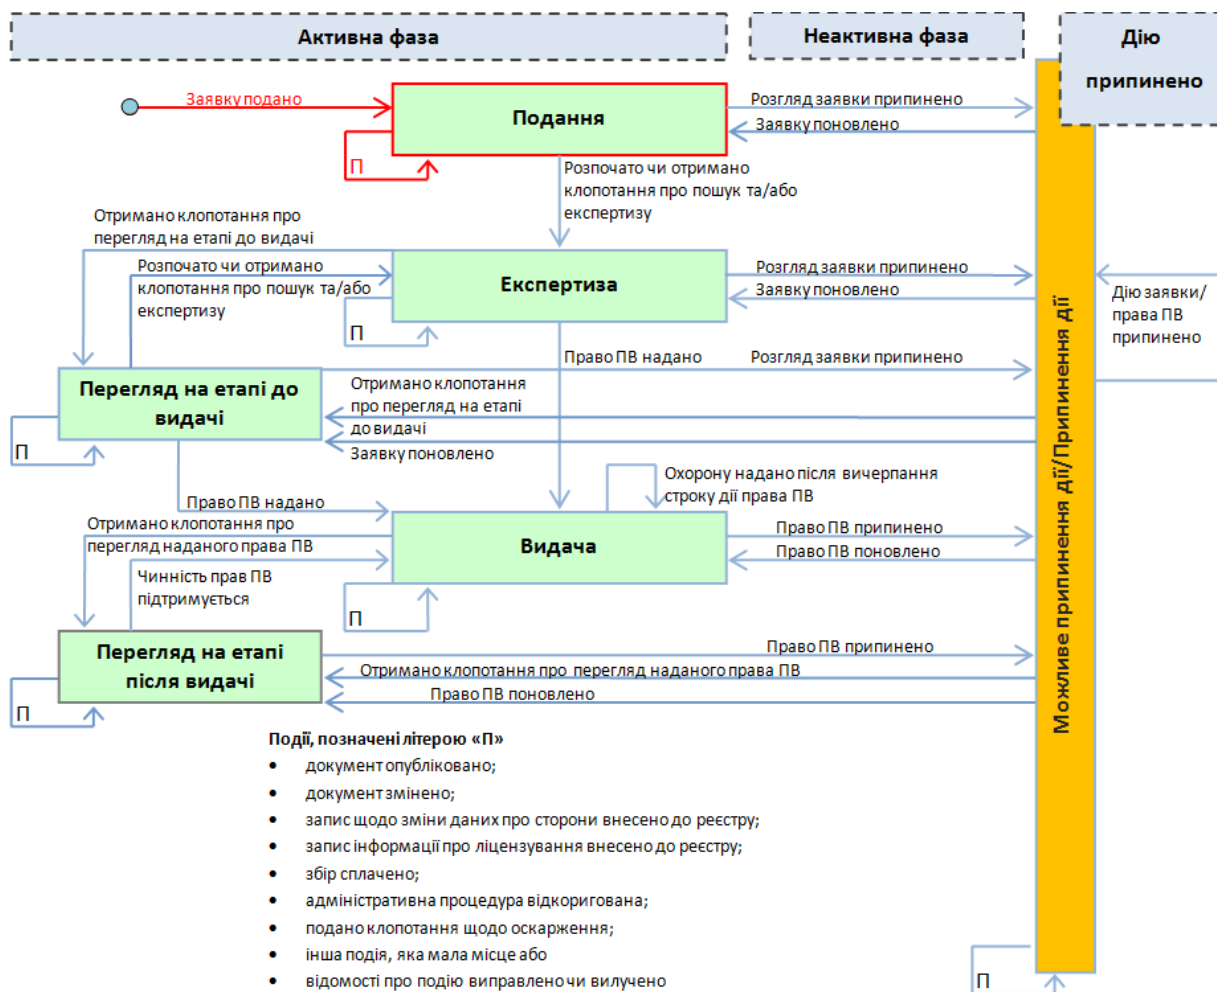 Активна фаза
Неактивна фаза
Дію
припинено
Заявку подано
Подання
Розгляд заявки припинено
Заявку поновлено
П
Розпочато чи отримано
клопотання про пошук та/або
експертизу
Отримано клопотання про
перегляд на етапі до видачі
Розпочато чи отримано
клопотання про пошук та/або
експертизу
Експертиза
Розгляд заявки припинено
Заявку поновлено
П
Дію заявки/
права ПВ
припинено
Можливе припинення дії/Припинення дії
Право ПВ надано
Розгляд заявки припинено
Перегляд на етапі до
видачі
Отримано клопотання
про перегляд на етапі
до видачі
Заявку поновлено
П
Охорону надано після вичерпання
строку дії права ПВ
Право ПВ надано
Отримано клопотання про
перегляд наданого права ПВ
Видача
Право ПВ припинено
Право ПВ поновлено
Чинність прав ПВ
підтримується
П
Перегляд на етапі
після видачі
Право ПВ припинено
Отримано клопотання про перегляд наданого права ПВ
Право ПВ поновлено
П
Події, позначені літерою «П»
• документ опубліковано;
• документ змінено;
• запис щодо зміни даних про сторони внесено до реєстру;
• запис інформації про ліцензування внесено до реєстру;
• збір сплачено;
• адміністративна процедура відкоригована;
• подано клопотання щодо оскарження;
• інша подія, яка мала місце або
• відомості про подію виправлено чи вилучено
П